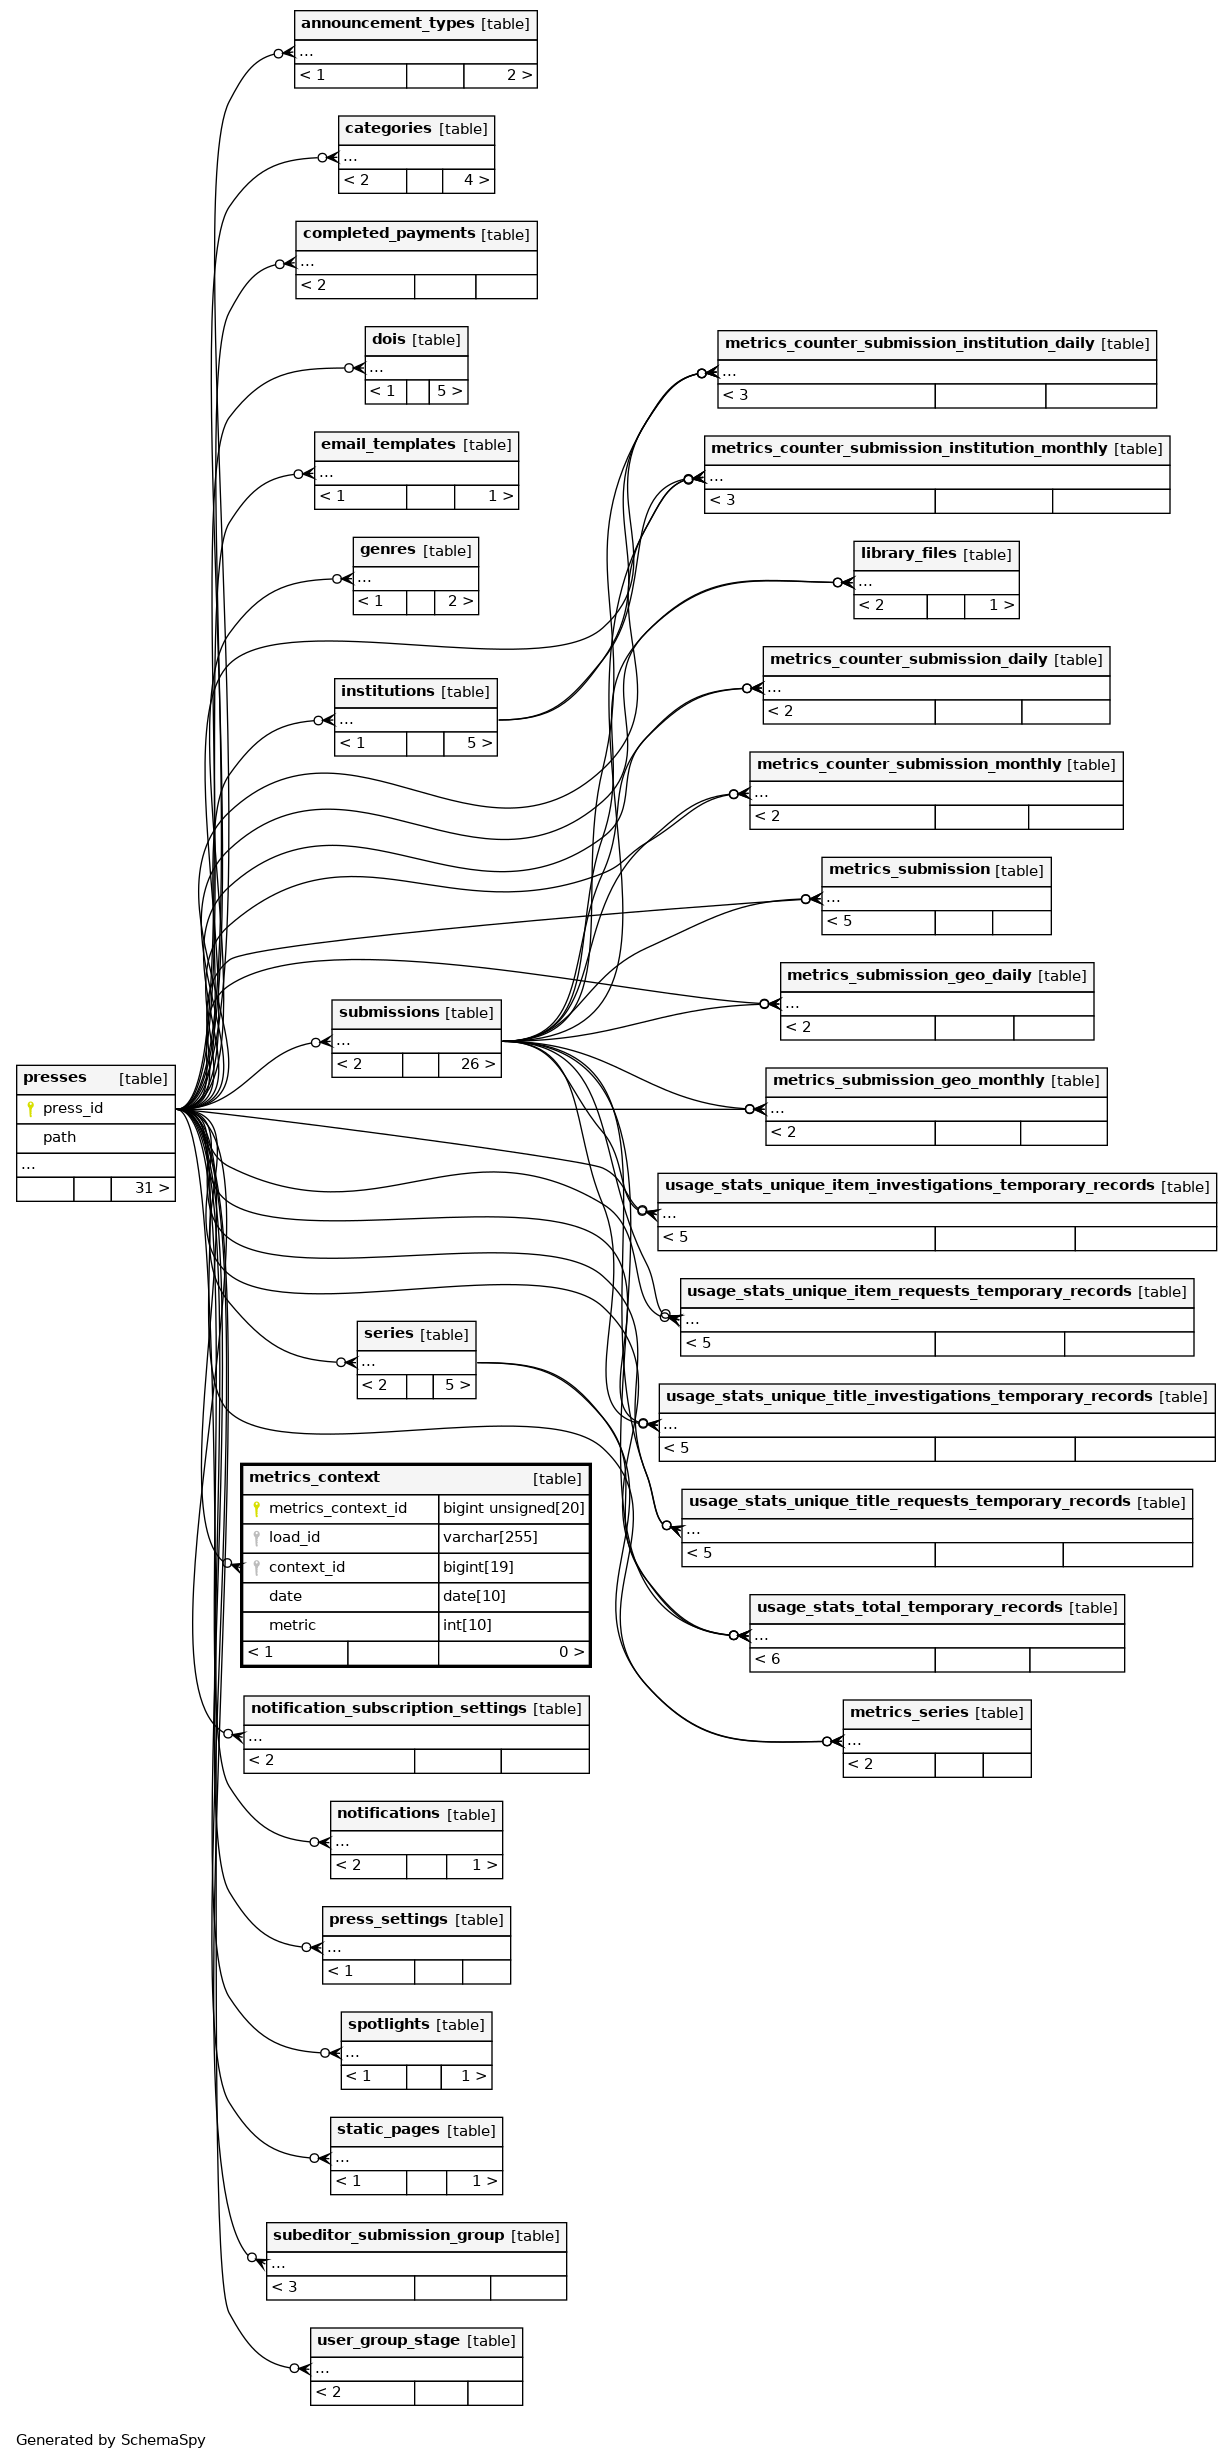 announcement_types [table]
...
< 1 2 >
categories [table]
...
< 2 4 >
completed_payments [table]
...
< 2
dois [table]
...
< 1 5 >
email_templates [table]
...
< 1 1 >
genres [table]
...
< 1 2 >
institutions [table]
...
< 1 5 >
submissions [table]
...
< 2 26 >
presses [table]
press_id
path
...
31 >
series [table]
...
< 2 5 >
metrics_context [table]
metrics_context_id bigint unsigned[20]
load_id varchar[255]
context_id bigint[19]
date date[10]
metric int[10]
< 1 0 >
notification_subscription_settings [table]
...
< 2
notifications [table]
...
< 2 1 >
press_settings [table]
...
< 1
spotlights [table]
...
< 1 1 >
static_pages [table]
...
< 1 1 >
subeditor_submission_group [table]
...
< 3
user_group_stage [table]
...
< 2
metrics_counter_submission_institution_daily [table]
...
< 3
metrics_counter_submission_institution_monthly [table]
...
< 3
library_files [table]
...
< 2 1 >
metrics_counter_submission_daily [table]
...
< 2
metrics_counter_submission_monthly [table]
...
< 2
metrics_submission [table]
...
< 5
metrics_submission_geo_daily [table]
...
< 2
metrics_submission_geo_monthly [table]
...
< 2
usage_stats_unique_item_investigations_temporary_records [table]
...
< 5
usage_stats_unique_item_requests_temporary_records [table]
...
< 5
usage_stats_unique_title_investigations_temporary_records [table]
...
< 5
usage_stats_unique_title_requests_temporary_records [table]
...
< 5
usage_stats_total_temporary_records [table]
...
< 6
metrics_series [table]
...
< 2
Generated by SchemaSpy